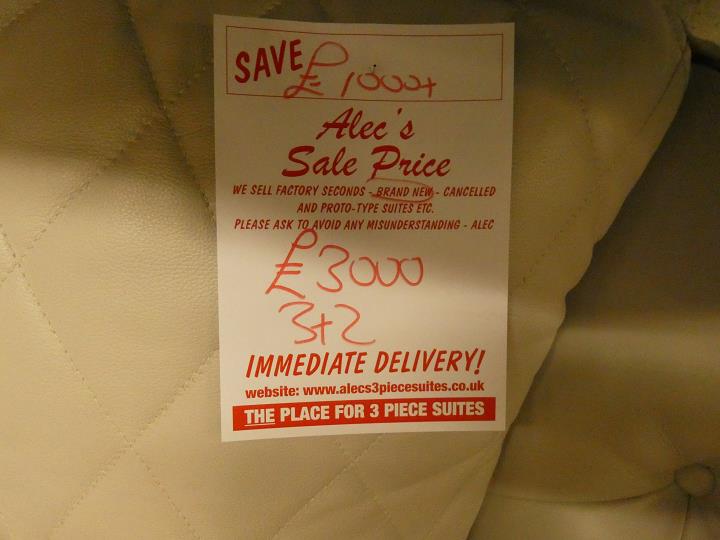 SAVE £1000+
Alec's
Sale Price
WE SELL FACTORY SECONDS - BRAND NEW - CANCELLED
AND PROTO-TYPE SUITES ETC.
PLEASE ASK TO AVOID ANY MISUNDERSTANDING - ALEC
£3000
3+2
IMMEDIATE DELIVERY!
website: www.alecs3piecesuites.co.uk
THE PLACE FOR 3 PIECE SUITES